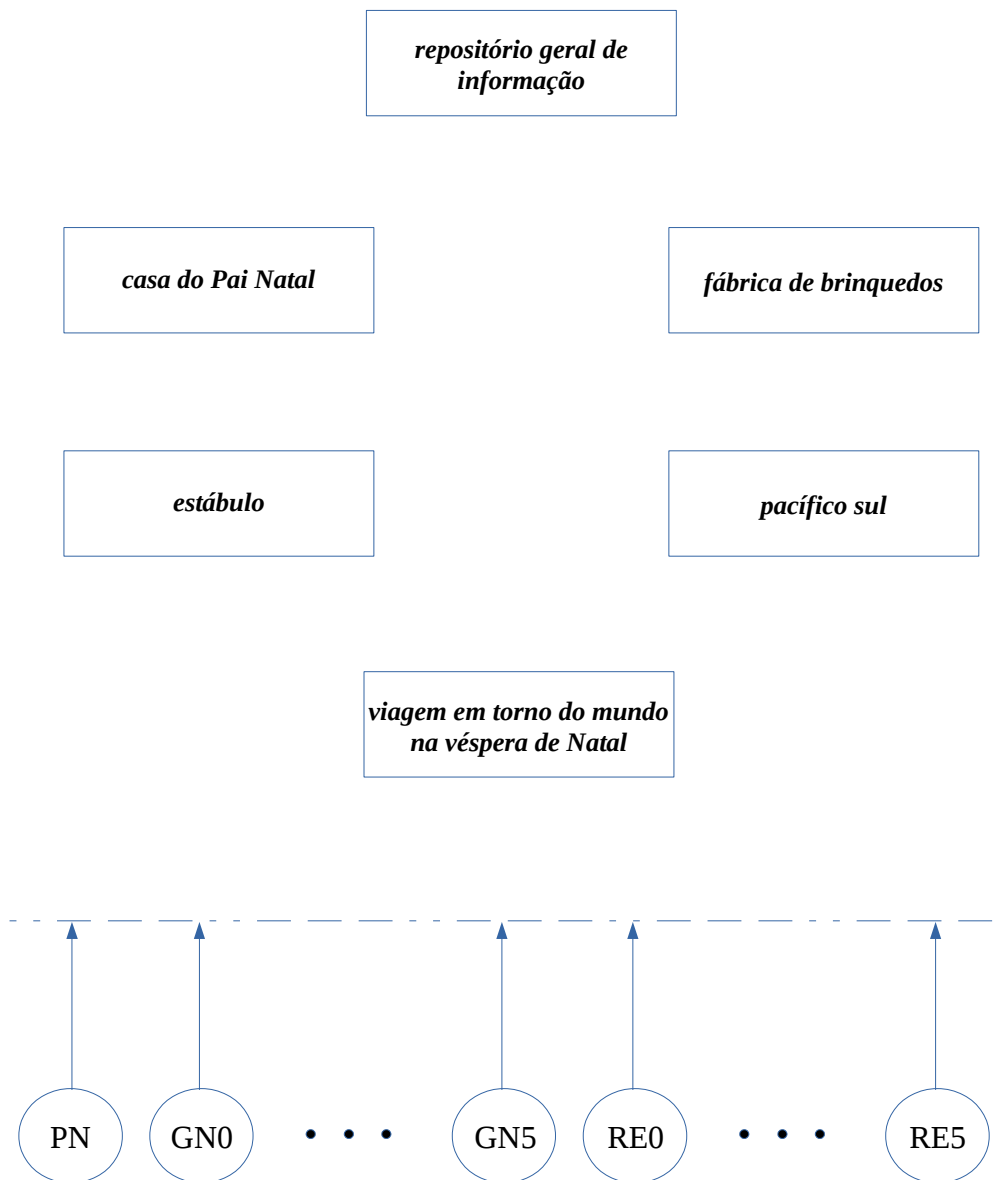 repositório geral de
informação
casa do Pai Natal
fábrica de brinquedos
estábulo
pacífico sul
viagem em torno do mundo
na véspera de Natal
PN
GN0
GN5
RE0
RE5